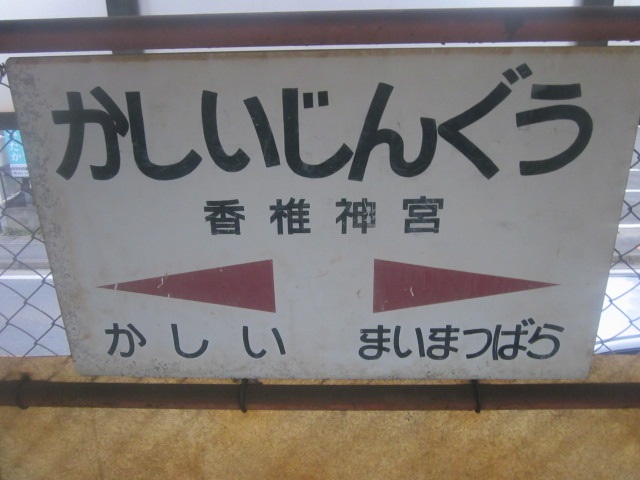 かしいじんぐう
香椎神宮
かしい
まいまつばら